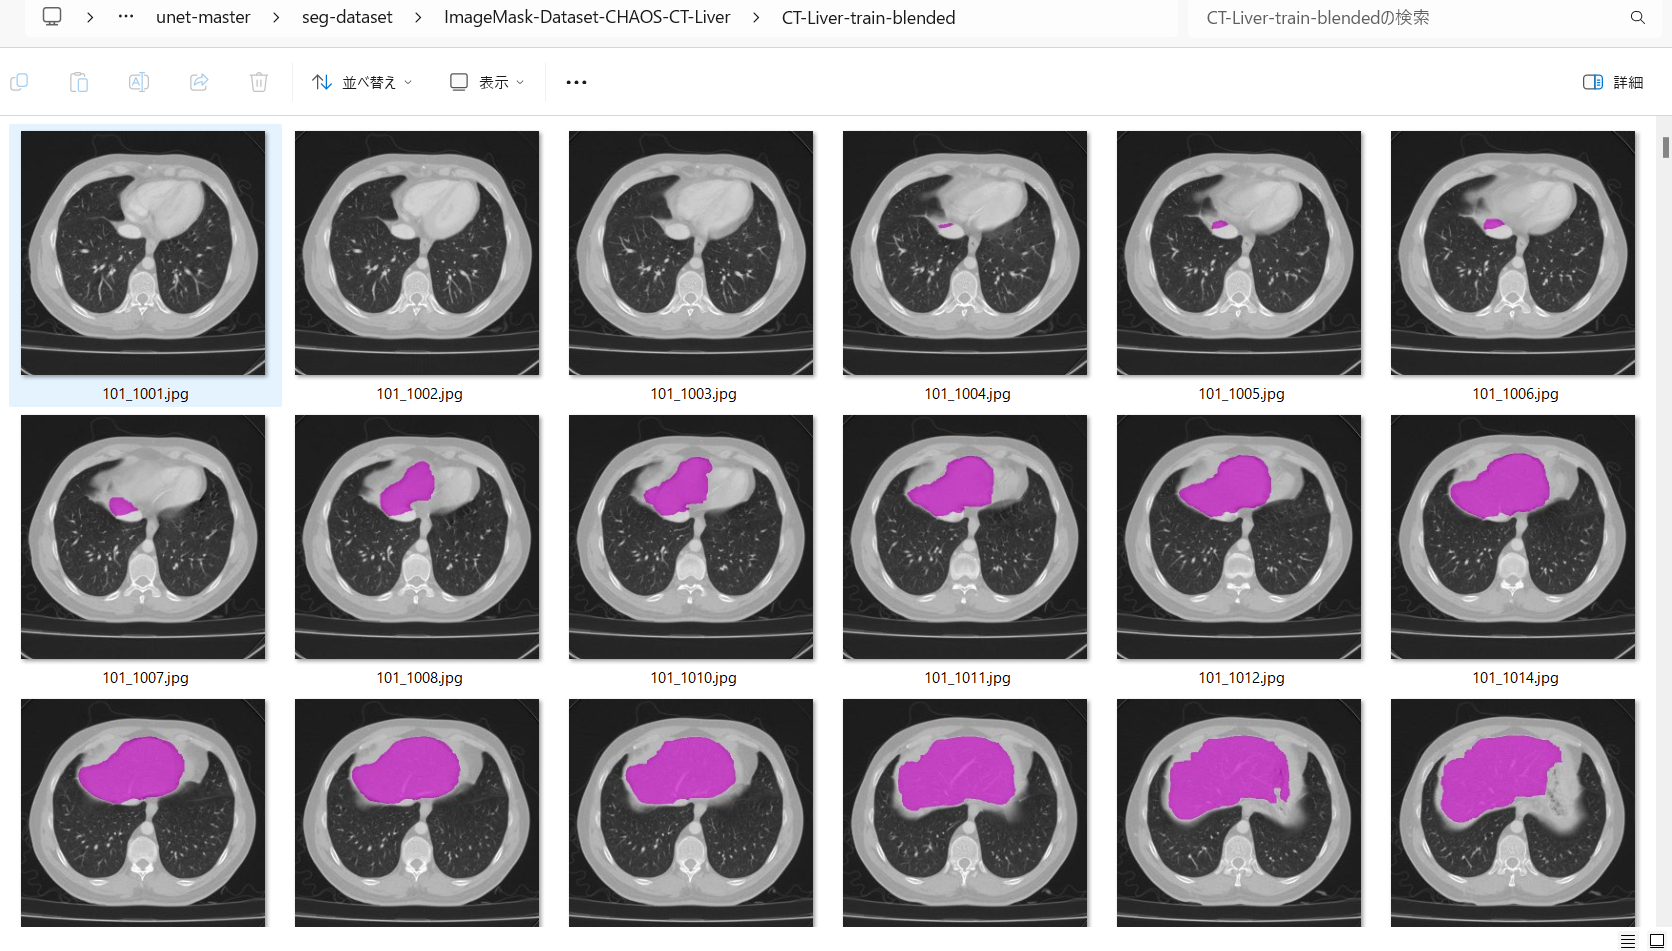 … unet-master > seg-dataset > ImageMask-Dataset-CHAOS-CT-Liver > CT-Liver-train-blended
CT-Liver-train-blendedの検索
並べ替え 表示 … 詳細
101_1001.jpg 101_1002.jpg 101_1003.jpg 101_1004.jpg 101_1005.jpg 101_1006.jpg
101_1007.jpg 101_1008.jpg 101_1010.jpg 101_1011.jpg 101_1012.jpg 101_1014.jpg